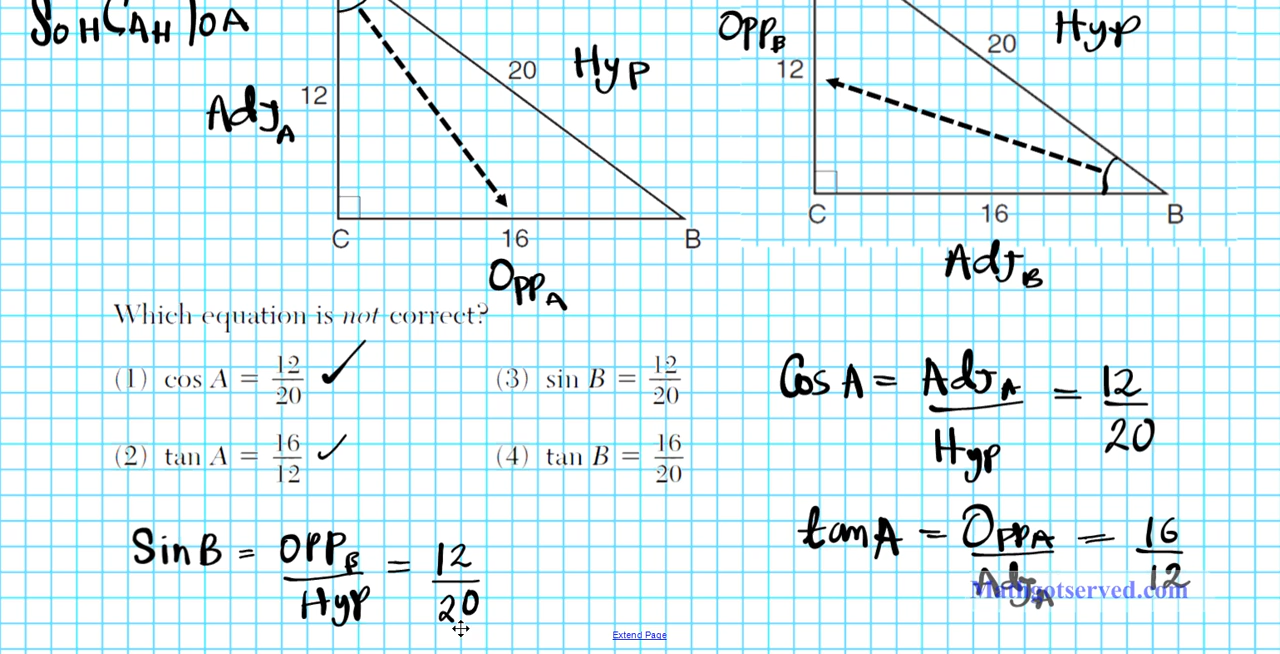 SOH CAH TOA
20 Hyp
Adj A 12
C 16 B
Opp A
Opp B
12
20 Hyp
C 16 B
Adj B
Which equation is not correct?
(1) cos A = 12/20 ✓
(2) tan A = 16/12 ✓
(3) sin B = 12/20
(4) tan B = 16/20
Cos A = Adj A / Hyp = 12/20
tan A = Opp A / Adj A = 16/12
Sin B = Opp B / Hyp = 12/20
Mathgotserved.com
Extend Page